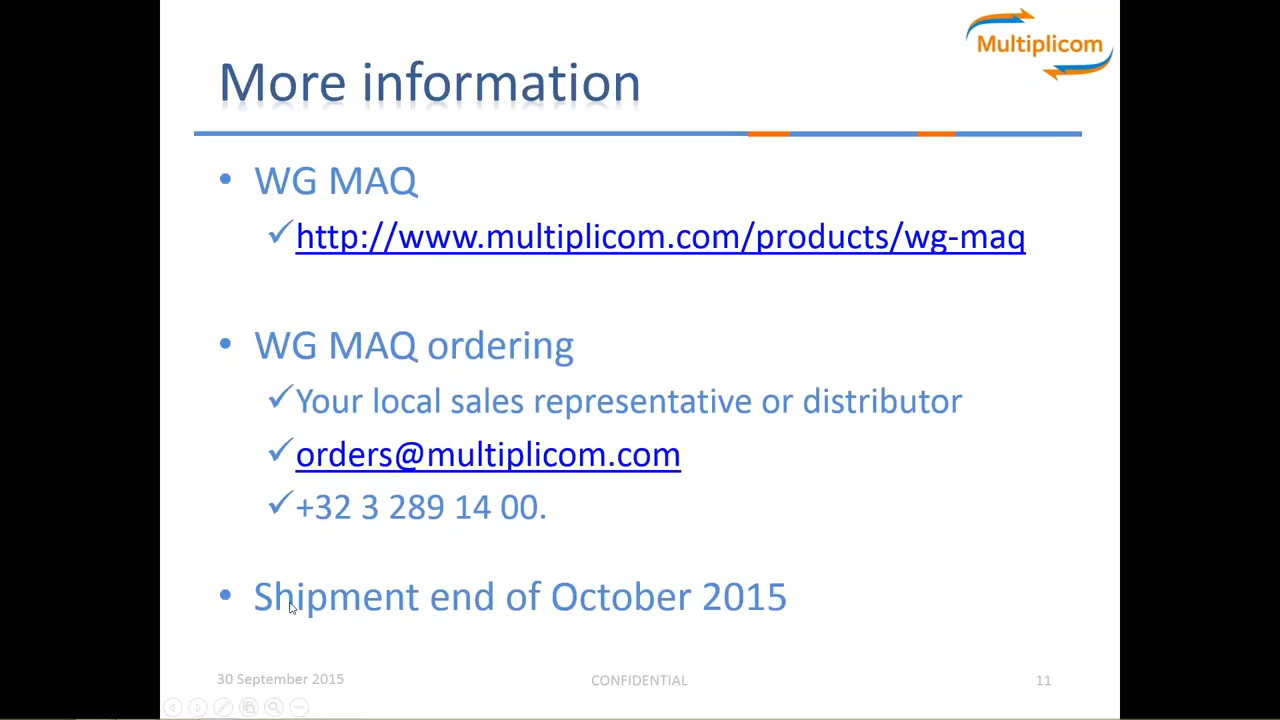 Multiplicom
More information
• WG MAQ
✓http://www.multiplicom.com/products/wg-maq
• WG MAQ ordering
✓Your local sales representative or distributor
✓orders@multiplicom.com
✓+32 3 289 14 00.
• Shipment end of October 2015
30 September 2015 CONFIDENTIAL 11